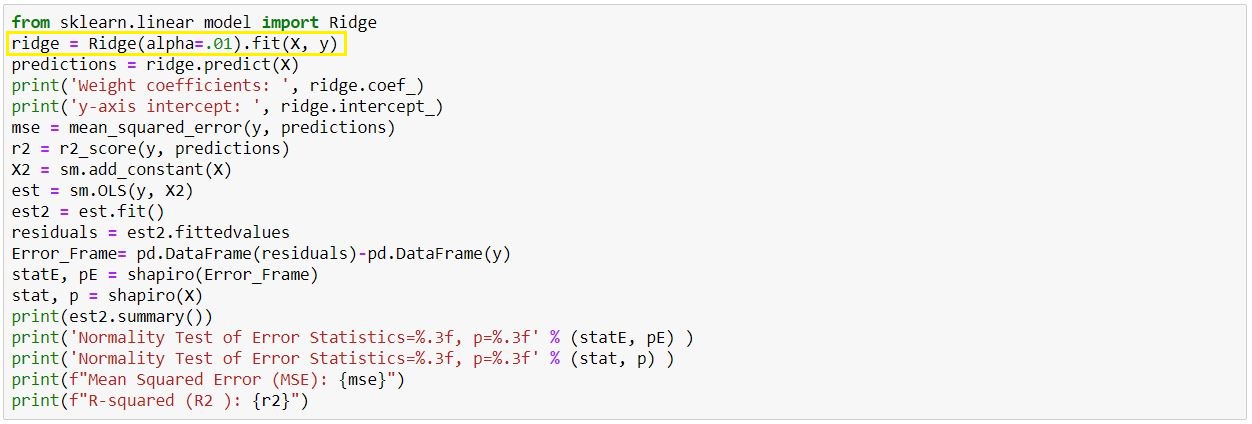 from sklearn.linear model import Ridge
ridge = Ridge(alpha=.01).fit(X, y)
predictions = ridge.predict(X)
print('Weight coefficients: ', ridge.coef_)
print('y-axis intercept: ', ridge.intercept_)
mse = mean_squared_error(y, predictions)
r2 = r2_score(y, predictions)
X2 = sm.add_constant(X)
est = sm.OLS(y, X2)
est2 = est.fit()
residuals = est2.fittedvalues
Error_Frame= pd.DataFrame(residuals)-pd.DataFrame(y)
statE, pE = shapiro(Error_Frame)
stat, p = shapiro(X)
print(est2.summary())
print('Normality Test of Error Statistics=%.3f, p=%.3f' % (statE, pE) )
print('Normality Test of Error Statistics=%.3f, p=%.3f' % (stat, p) )
print(f"Mean Squared Error (MSE): {mse}")
print(f"R-squared (R2 ): {r2}")